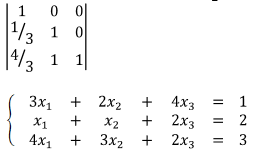 | 1 0 0 |
| 1/3 1 0 |
| 4/3 1 1 |
3x₁ + 2x₂ + 4x₃ = 1
x₁ + x₂ + 2x₃ = 2
4x₁ + 3x₂ + 2x₃ = 3